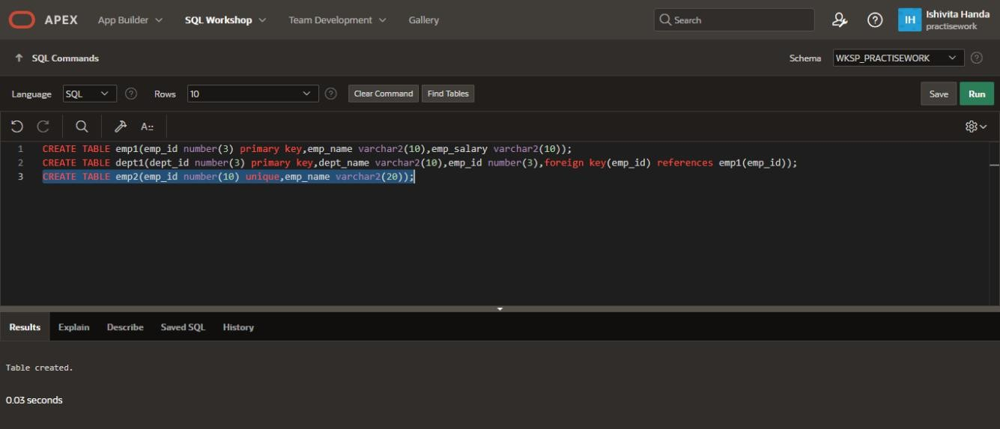 APEX App Builder SQL Workshop Team Development Gallery Search IH Ishivita Handa
practisework
SQL Commands Schema WKSP_PRACTISEWORK
Language SQL Rows 10 Clear Command Find Tables Save Run
A::
1 CREATE TABLE emp1(emp_id number(3) primary key,emp_name varchar2(10),emp_salary varchar2(10));
2 CREATE TABLE dept1(dept_id number(3) primary key,dept_name varchar2(10),emp_id number(3),foreign key(emp_id) references emp1(emp_id));
3 CREATE TABLE emp2(emp_id number(10) unique,emp_name varchar2(20));
Results Explain Describe Saved SQL History
Table created.
0.03 seconds